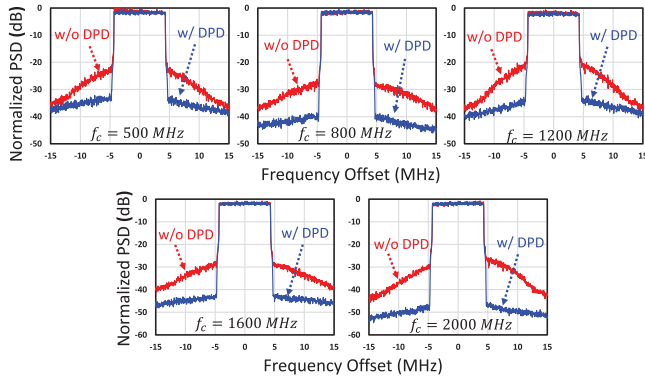 Normalized PSD (dB)
0
-10
-20
-30
-40
-50
w/o DPD
w/ DPD
f_c = 500 MHz
-15 -10 -5 0 5 10 15
0
-10
-20
-30
-40
-50
w/o DPD
w/ DPD
f_c = 800 MHz
-15 -10 -5 0 5 10 15
0
-10
-20
-30
-40
-50
w/o DPD
w/ DPD
f_c = 1200 MHz
-15 -10 -5 0 5 10 15
Frequency Offset (MHz)
Normalized PSD (dB)
0
-10
-20
-30
-40
-50
-60
w/o DPD
w/ DPD
f_c = 1600 MHz
-15 -10 -5 0 5 10 15
0
-10
-20
-30
-40
-50
-60
w/o DPD
w/ DPD
f_c = 2000 MHz
-15 -10 -5 0 5 10 15
Frequency Offset (MHz)